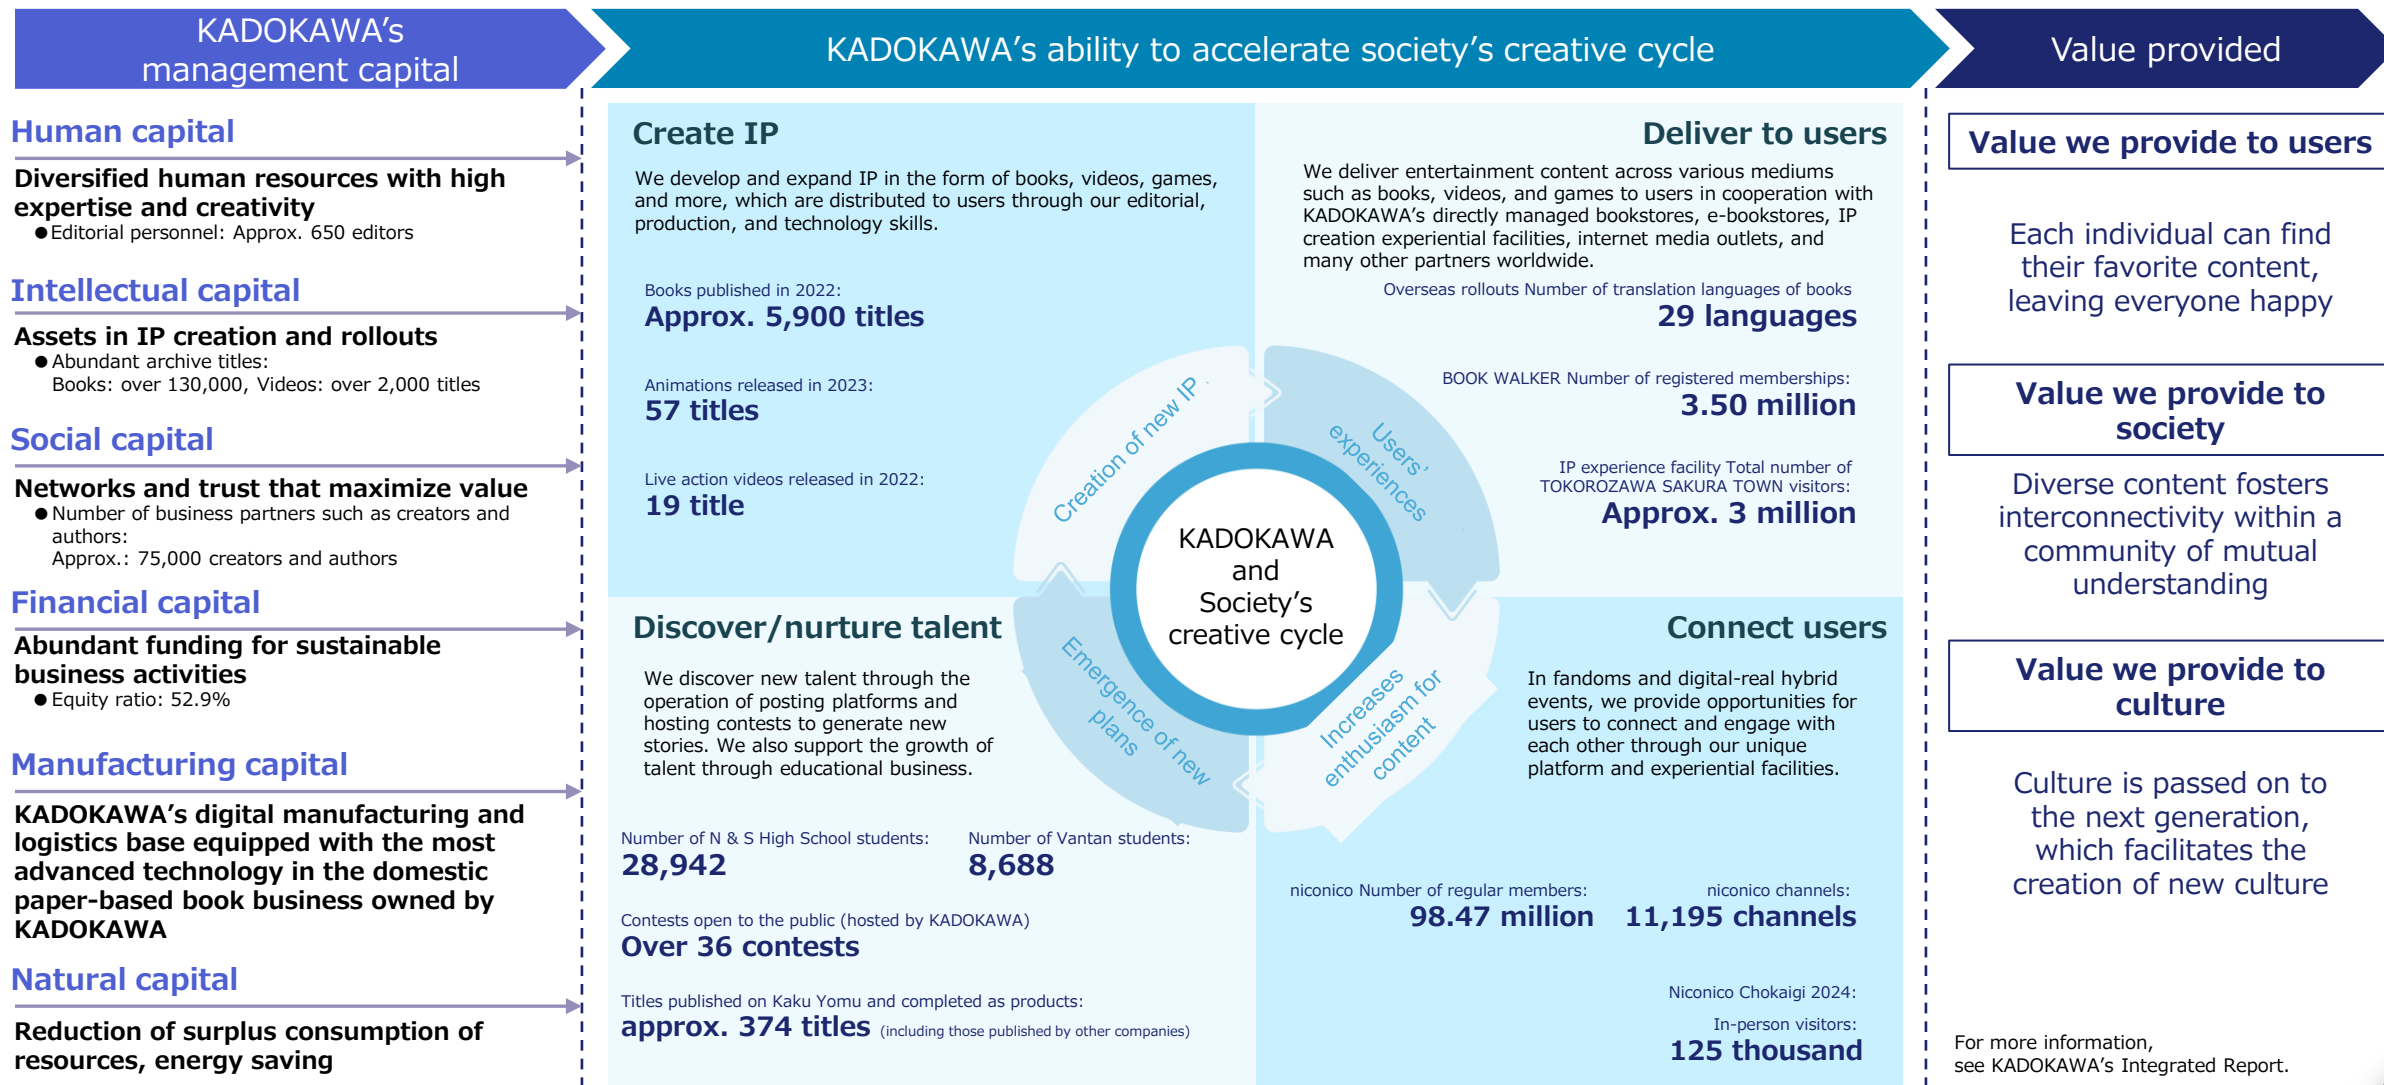 KADOKAWA's
management capital
KADOKAWA's ability to accelerate society's creative cycle
Value provided
Human capital
Diversified human resources with high
expertise and creativity
●Editorial personnel: Approx. 650 editors
Intellectual capital
Assets in IP creation and rollouts
●Abundant archive titles:
Books: over 130,000, Videos: over 2,000 titles
Social capital
Networks and trust that maximize value
●Number of business partners such as creators and
authors:
Approx.: 75,000 creators and authors
Financial capital
Abundant funding for sustainable
business activities
●Equity ratio: 52.9%
Manufacturing capital
KADOKAWA's digital manufacturing and
logistics base equipped with the most
advanced technology in the domestic
paper-based book business owned by
KADOKAWA
Natural capital
Reduction of surplus consumption of
resources, energy saving
Create IP
We develop and expand IP in the form of books, videos, games,
and more, which are distributed to users through our editorial,
production, and technology skills.
Books published in 2022:
Approx. 5,900 titles
Animations released in 2023:
57 titles
Live action videos released in 2022:
19 title
Deliver to users
We deliver entertainment content across various mediums
such as books, videos, and games to users in cooperation with
KADOKAWA's directly managed bookstores, e-bookstores, IP
creation experiential facilities, internet media outlets, and
many other partners worldwide.
Overseas rollouts Number of translation languages of books
29 languages
BOOK WALKER Number of registered memberships:
3.50 million
IP experience facility Total number of
TOKOROZAWA SAKURA TOWN visitors:
Approx. 3 million
Creation of new IP
Users'
experiences
KADOKAWA
and
Society's
creative cycle
Emergence of new
plans
Increases
enthusiasm for
content
Discover/nurture talent
We discover new talent through the
operation of posting platforms and
hosting contests to generate new
stories. We also support the growth of
talent through educational business.
Number of N & S High School students:
28,942
Number of Vantan students:
8,688
Contests open to the public (hosted by KADOKAWA)
Over 36 contests
Titles published on Kaku Yomu and completed as products:
approx. 374 titles (including those published by other companies)
Connect users
In fandoms and digital-real hybrid
events, we provide opportunities for
users to connect and engage with
each other through our unique
platform and experiential facilities.
niconico Number of regular members:
98.47 million
niconico channels:
11,195 channels
Niconico Chokaigi 2024:
In-person visitors:
125 thousand
Value we provide to users
Each individual can find
their favorite content,
leaving everyone happy
Value we provide to
society
Diverse content fosters
interconnectivity within a
community of mutual
understanding
Value we provide to
culture
Culture is passed on to
the next generation,
which facilitates the
creation of new culture
For more information,
see KADOKAWA's Integrated Report.